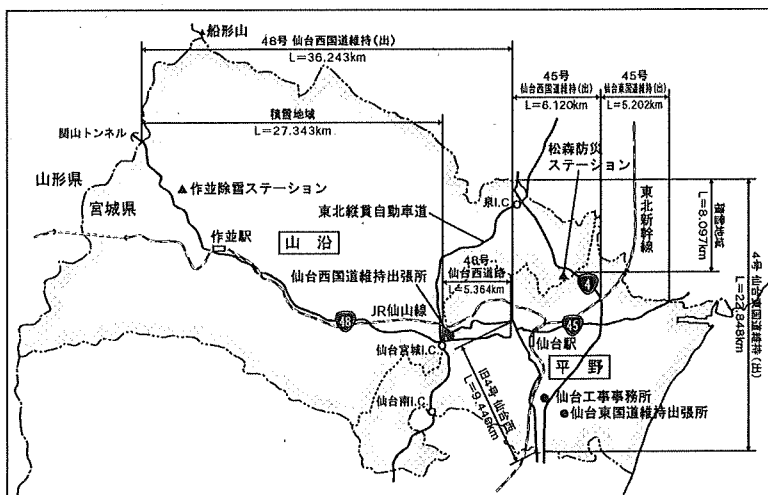 船形山
48号 仙台西国道維持(出)
L=36.243km
45号
仙台西国道維持(出)
L=6.120km
45号
仙台東国道維持(出)
L=5.202km
積雪地域
L=27.343km
関山トンネル
松森防災
ステーション
山形県
宮城県
作並除雪ステーション
泉I.C
東北縦貫自動車道
東北新幹線
積雪地域
L=8.097km
4号 仙台東国道維持(出)
作並駅
山沿
48号
仙台西道路
L=5.364km
仙台西国道維持出張所
4
JR仙山線
48
45
仙台駅
仙台宮城I.C
平野
旧4号 仙台西
L=9.446km
仙台南I.C
仙台工事事務所
仙台東国道維持出張所